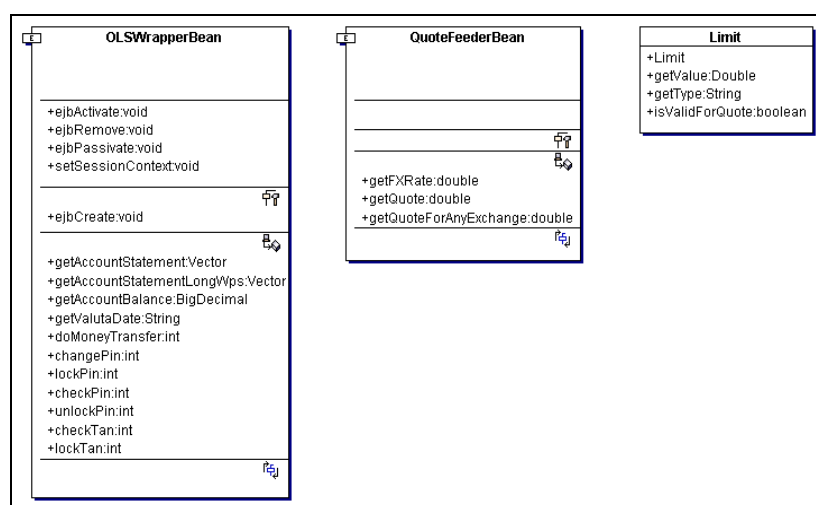 OLSWrapperBean
+ejbActivate:void
+ejbRemove:void
+ejbPassivate:void
+setSessionContext:void
+ejbCreate:void
+getAccountStatement:Vector
+getAccountStatementLongWps:Vector
+getAccountBalance:BigDecimal
+getValutaDate:String
+doMoneyTransfer:int
+changePin:int
+lockPin:int
+checkPin:int
+unlockPin:int
+checkTan:int
+lockTan:int
QuoteFeederBean
+getFXRate:double
+getQuote:double
+getQuoteForAnyExchange:double
Limit
+Limit
+getValue:Double
+getType:String
+isValidForQuote:boolean